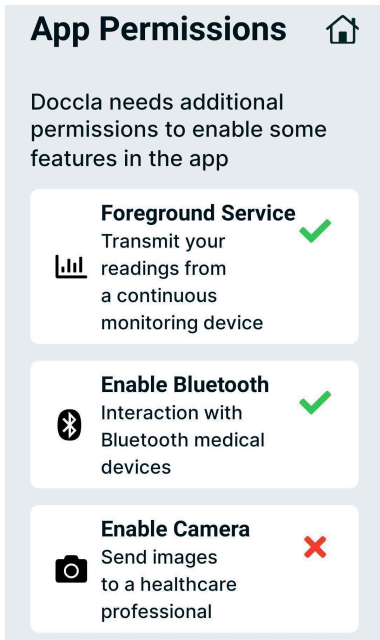 App Permissions
Doccla needs additional
permissions to enable some
features in the app
Foreground Service
Transmit your
readings from
a continuous
monitoring device
Enable Bluetooth
Interaction with
Bluetooth medical
devices
Enable Camera
Send images
to a healthcare
professional